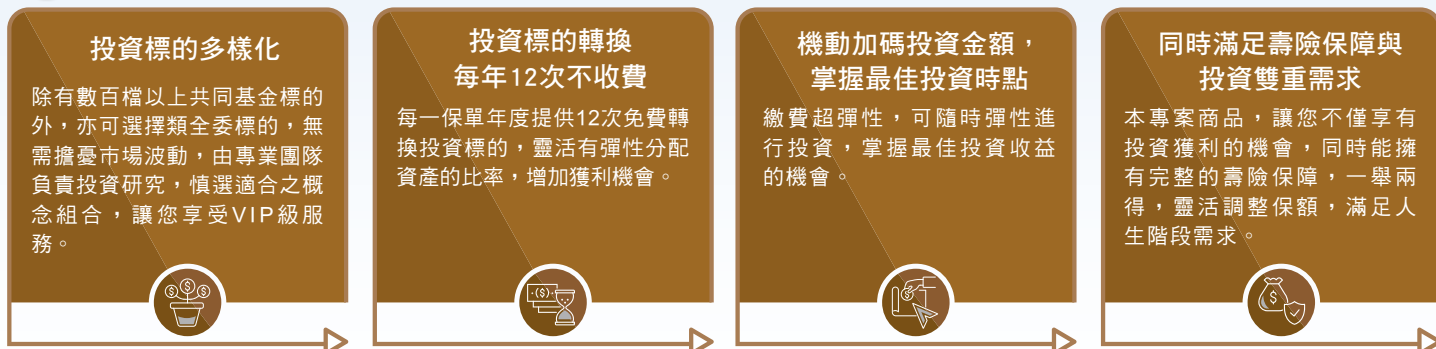 投資標的多樣化
除有數百檔以上共同基金標的
外，亦可選擇類全委標的，無
需擔憂市場波動，由專業團隊
負責投資研究，慎選適合之概
念組合，讓您享受VIP級服
務。
投資標的轉換
每年12次不收費
每一保單年度提供12次免費轉
換投資標的，靈活有彈性分配
資產的比率，增加獲利機會。
機動加碼投資金額，
掌握最佳投資時點
繳費超彈性，可隨時彈性進
行投資，掌握最佳投資收益
的機會。
同時滿足壽險保障與
投資雙重需求
本專案商品，讓您不僅享有
投資獲利的機會，同時能擁
有完整的壽險保障，一舉兩
得，靈活調整保額，滿足人
生階段需求。